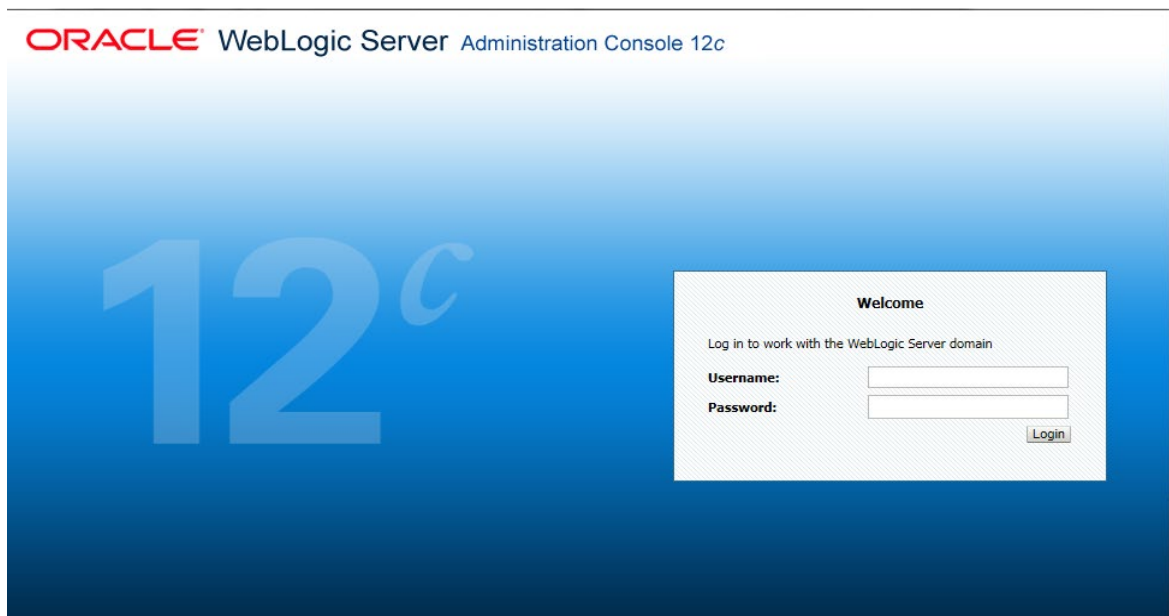 ORACLE WebLogic Server Administration Console 12c
12c
Welcome
Log in to work with the WebLogic Server domain
Username:
Password:
Login